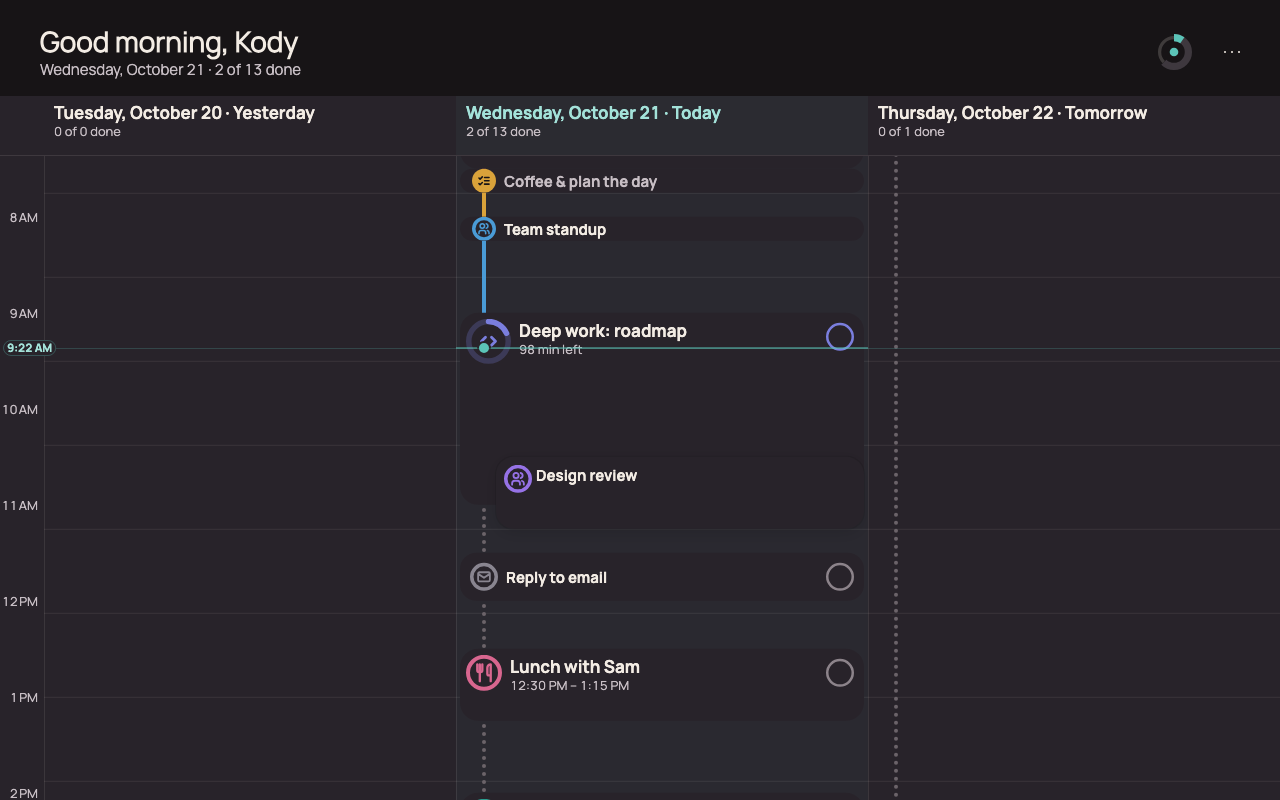 Good morning, Kody
Wednesday, October 21 · 2 of 13 done
Tuesday, October 20 · Yesterday
0 of 0 done
Wednesday, October 21 · Today
2 of 13 done
Thursday, October 22 · Tomorrow
0 of 1 done
Coffee & plan the day
8 AM
Team standup
9 AM
Deep work: roadmap
9:22 AM
98 min left
10 AM
Design review
11 AM
Reply to email
12 PM
Lunch with Sam
12:30 PM – 1:15 PM
1 PM
2 PM